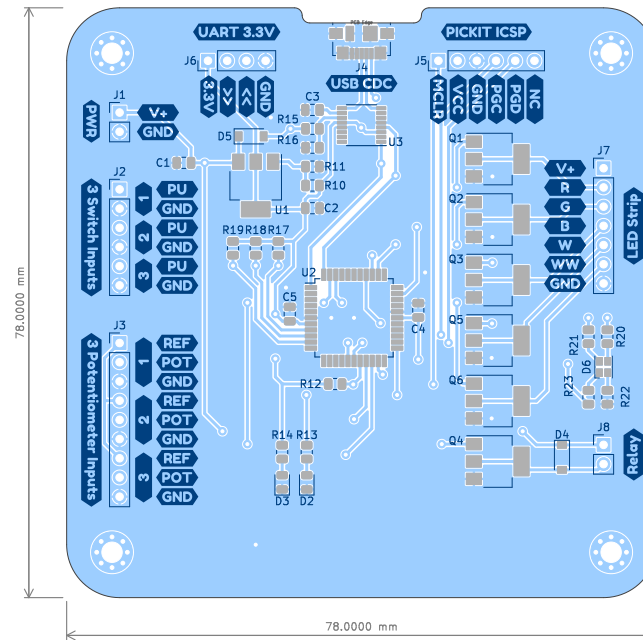 PCB Edge
UART 3.3V
PICKIT ICSP
J6
J4
J5
USB CDC
3.3V
>>
<<
GND
MCLR
VCC
GND
PGC
PGD
NC
J1
PWR
V+
GND
C3
R15
D5
R16
U3
Q1
C1
R11
R10
J7
V+
R
G
B
W
WW
GND
LED Strip
J2
3 Switch Inputs
1
PU
GND
2
PU
GND
3
PU
GND
U1
C2
Q2
R19
R18
R17
U2
Q3
C5
C4
Q5
J3
3 Potentiometer Inputs
1
REF
POT
GND
2
REF
POT
GND
3
REF
POT
GND
R21
R20
D6
R23
R22
R12
Q6
R14
R13
Q4
D4
J8
Relay
D3
D2
78.0000 mm
78.0000 mm